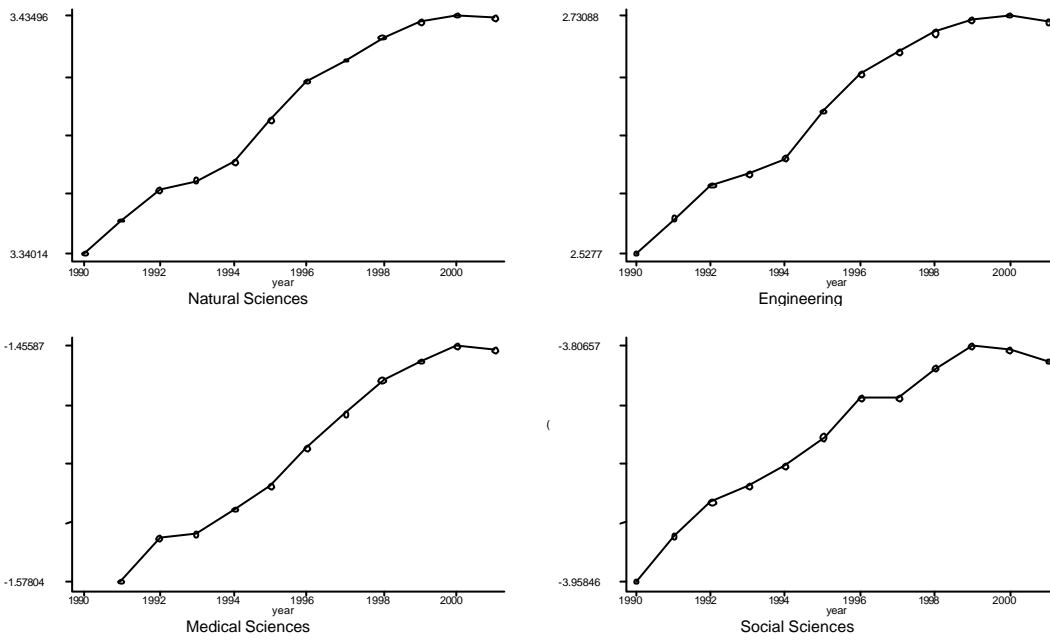 3.43496
3.34014
1990 1992 1994 1996 1998 2000
year
Natural Sciences
2.73088
2.5277
1990 1992 1994 1996 1998 2000
year
Engineering
-1.45587
-1.57804
1990 1992 1994 1996 1998 2000
year
Medical Sciences
(
-3.80657
-3.95846
1990 1992 1994 1996 1998 2000
year
Social Sciences